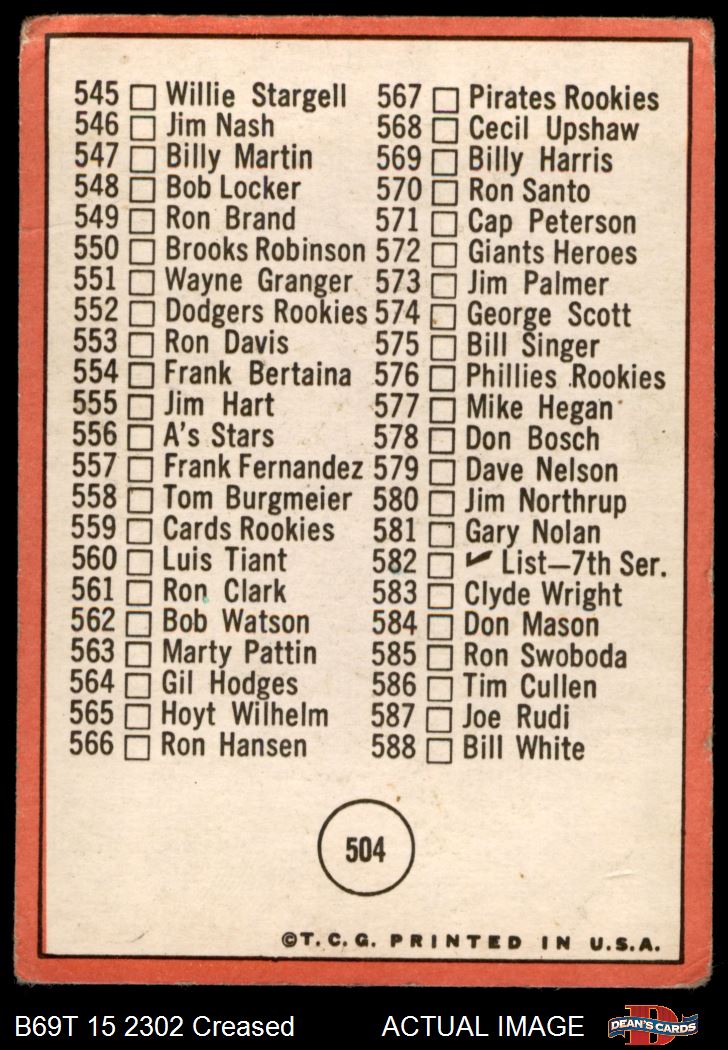 545 Willie Stargell
546 Jim Nash
547 Billy Martin
548 Bob Locker
549 Ron Brand
550 Brooks Robinson
551 Wayne Granger
552 Dodgers Rookies
553 Ron Davis
554 Frank Bertaina
555 Jim Hart
556 A's Stars
557 Frank Fernandez
558 Tom Burgmeier
559 Cards Rookies
560 Luis Tiant
561 Ron Clark
562 Bob Watson
563 Marty Pattin
564 Gil Hodges
565 Hoyt Wilhelm
566 Ron Hansen
567 Pirates Rookies
568 Cecil Upshaw
569 Billy Harris
570 Ron Santo
571 Cap Peterson
572 Giants Heroes
573 Jim Palmer
574 George Scott
575 Bill Singer
576 Phillies Rookies
577 Mike Hegan
578 Don Bosch
579 Dave Nelson
580 Jim Northrup
581 Gary Nolan
582 List—7th Ser.
583 Clyde Wright
584 Don Mason
585 Ron Swoboda
586 Tim Cullen
587 Joe Rudi
588 Bill White
504
©T.C.G. PRINTED IN U.S.A.
B69T 15 2302 Creased
ACTUAL IMAGE
D
DEAN'S CARDS